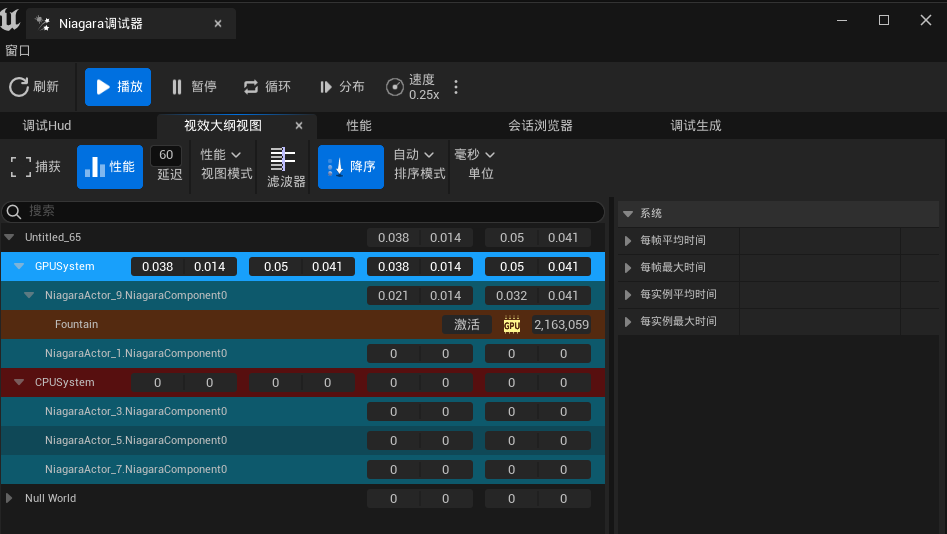 Niagara调试器
窗口
刷新 播放 暂停 循环 分布 速度 0.25x
调试Hud 视效大纲视图 性能 会话浏览器 调试生成
捕获 性能 60 延迟 性能 视图模式 滤波器 降序 自动 排序模式 毫秒 单位
搜索
Untitled_65 0.038 0.014 0.05 0.041
GPUSystem 0.038 0.014 0.05 0.041 0.038 0.014 0.05 0.041
NiagaraActor_9.NiagaraComponent0 0.021 0.014 0.032 0.041
Fountain 激活 GPU 2,163,059
NiagaraActor_1.NiagaraComponent0 0 0 0 0
CPUSystem 0 0 0 0 0 0 0 0
NiagaraActor_3.NiagaraComponent0 0 0 0 0
NiagaraActor_5.NiagaraComponent0 0 0 0 0
NiagaraActor_7.NiagaraComponent0 0 0 0 0
Null World 0 0 0 0
系统
每帧平均时间
每帧最大时间
每实例平均时间
每实例最大时间